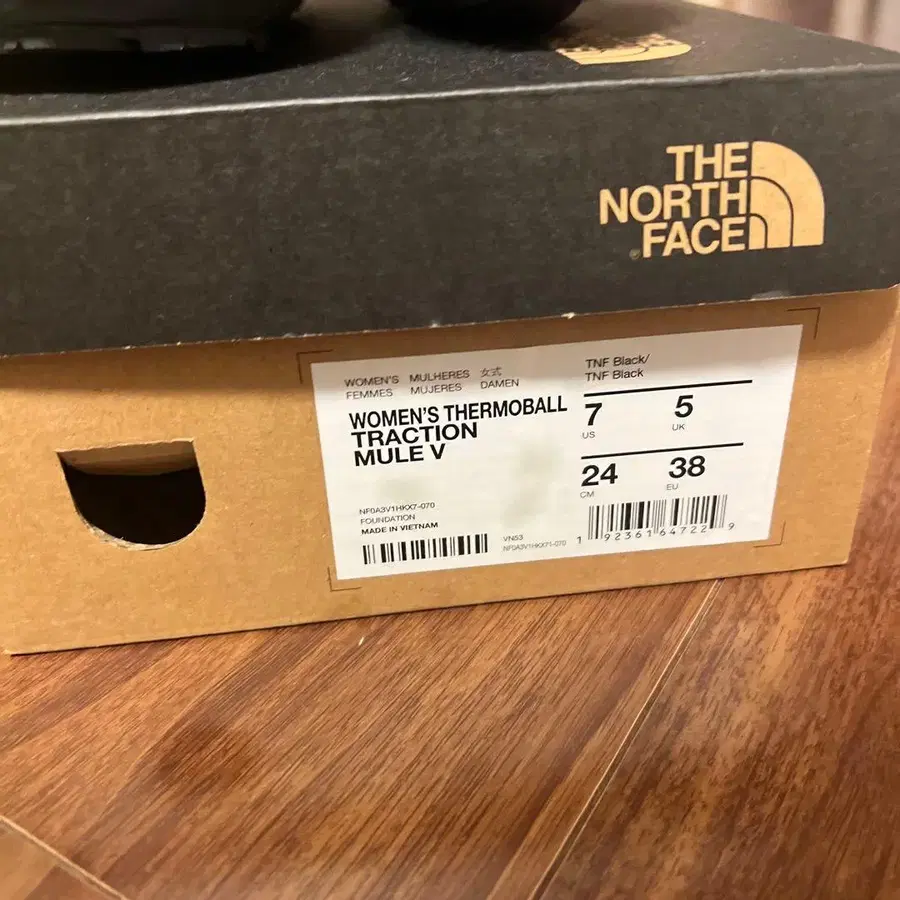 THE
NORTH
FACE
WOMEN'S MULHERES 女式
FEMMES MUJERES DAMEN
WOMEN'S THERMOBALL
TRACTION
MULE V
NF0A3V1HKX7-070
FOUNDATION
MADE IN VIETNAM
VN53
NF0A3V1HKX71-070
TNF Black/
TNF Black
7 5
US UK
24 38
CM EU
1 92361 64722 9